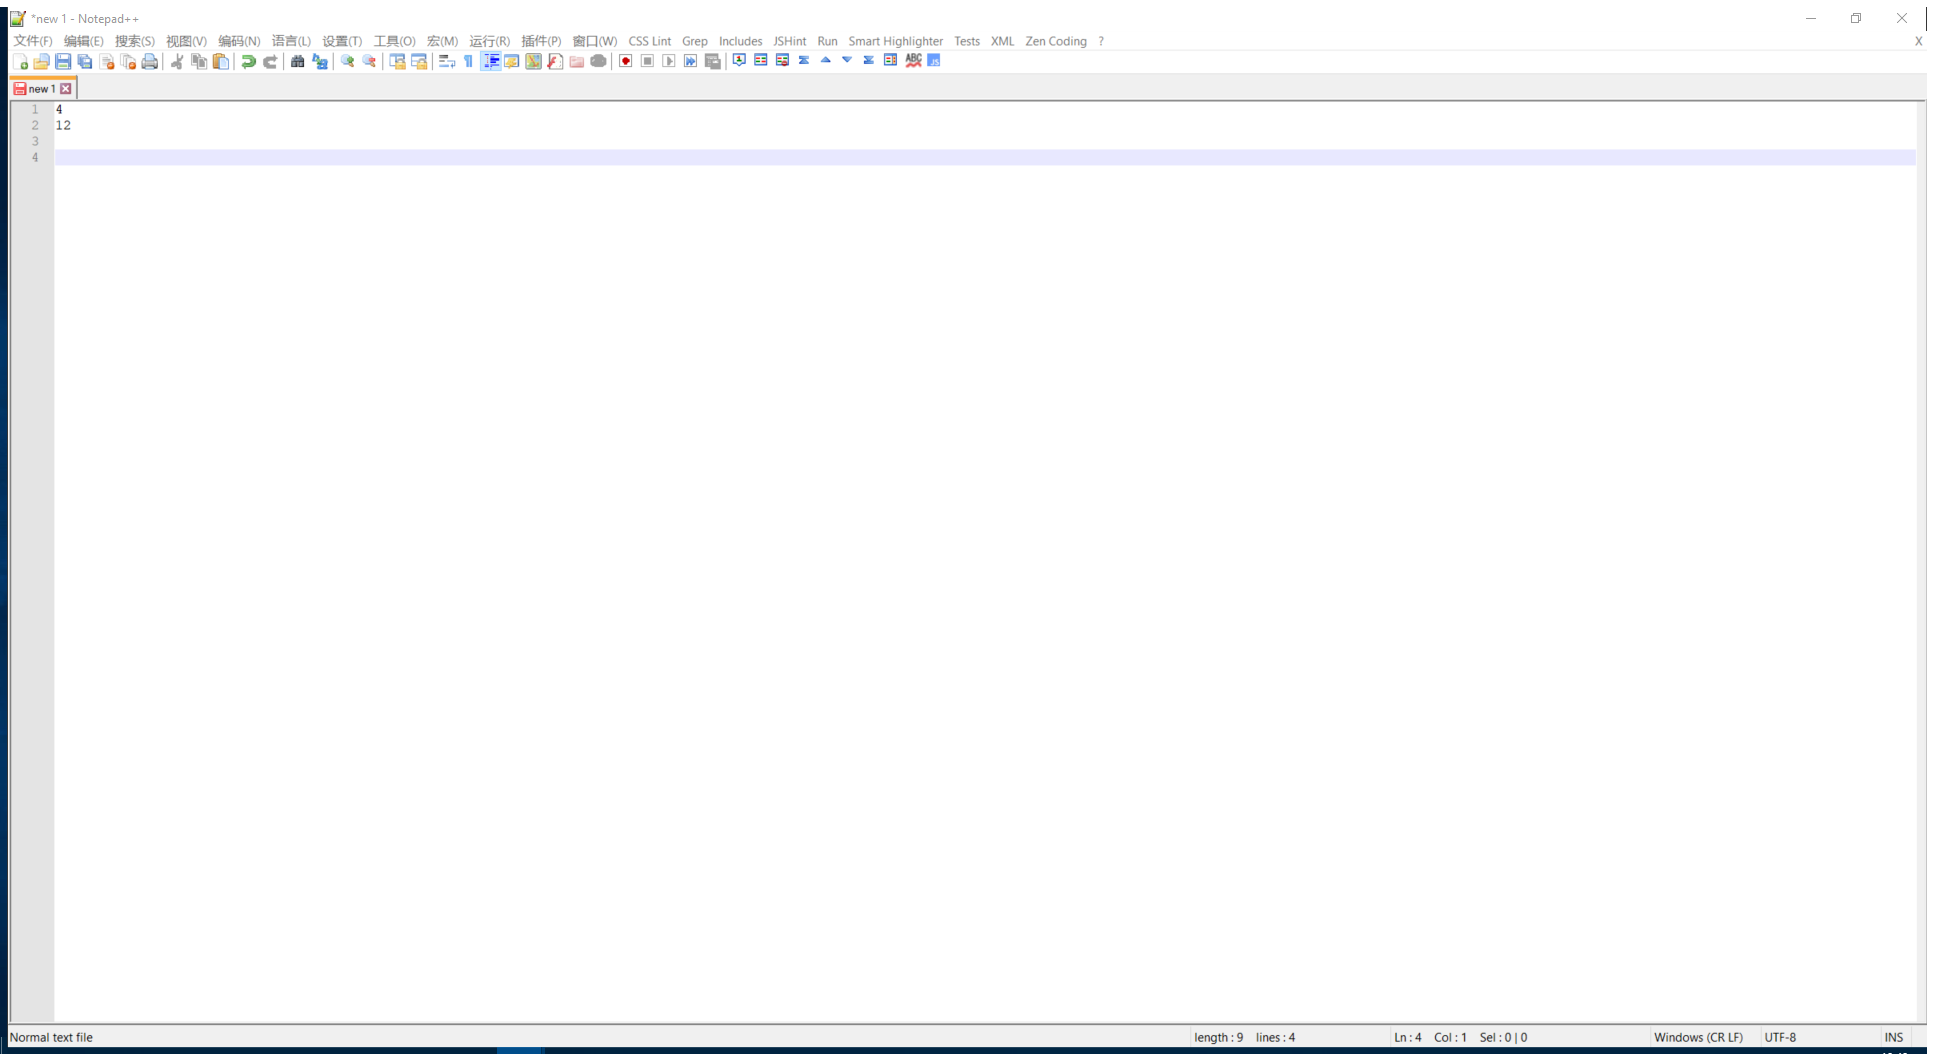 *new 1 - Notepad++
文件(F) 编辑(E) 搜索(S) 视图(V) 编码(N) 语言(L) 设置(T) 工具(O) 宏(M) 运行(R) 插件(P) 窗口(W) CSS Lint Grep Includes JSHint Run Smart Highlighter Tests XML Zen Coding ? X
ABC JS
new 1
1 4
2 12
3
4
Normal text file length : 9 lines : 4 Ln : 4 Col : 1 Sel : 0 | 0 Windows (CR LF) UTF-8 INS